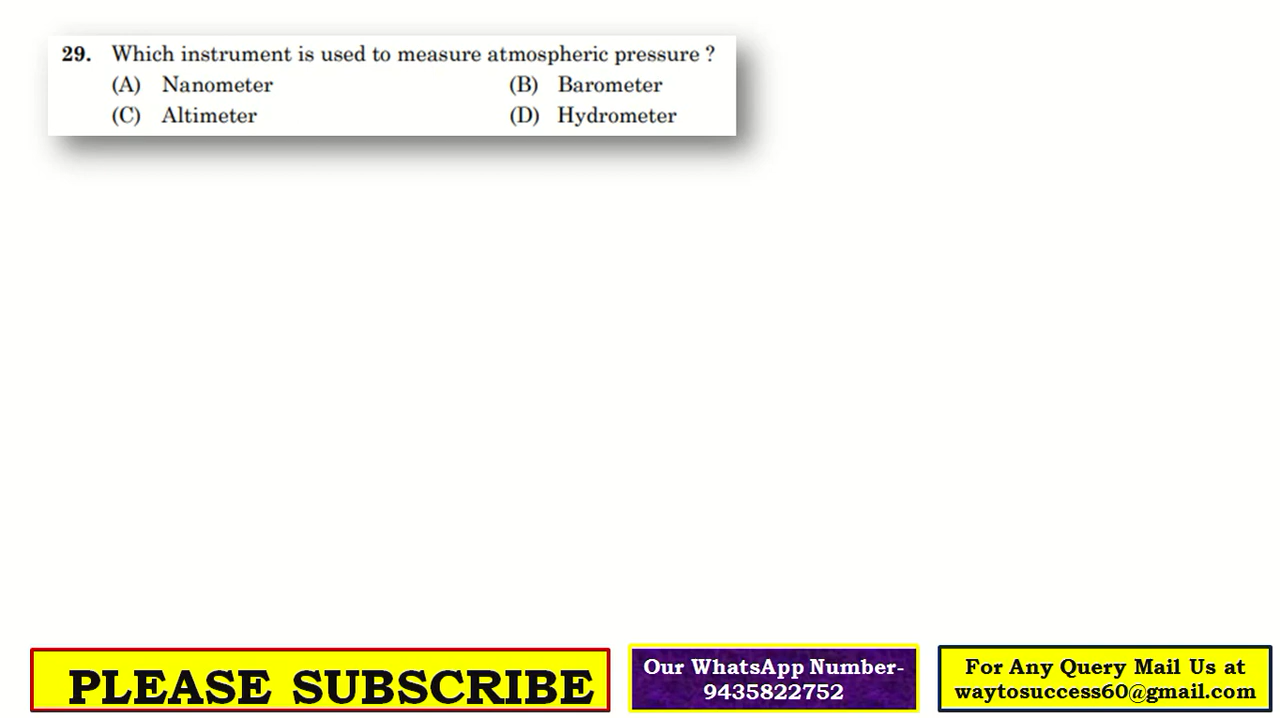 29. Which instrument is used to measure atmospheric pressure ?
(A) Nanometer (B) Barometer
(C) Altimeter (D) Hydrometer
PLEASE SUBSCRIBE
Our WhatsApp Number-
9435822752
For Any Query Mail Us at
waytosuccess60@gmail.com